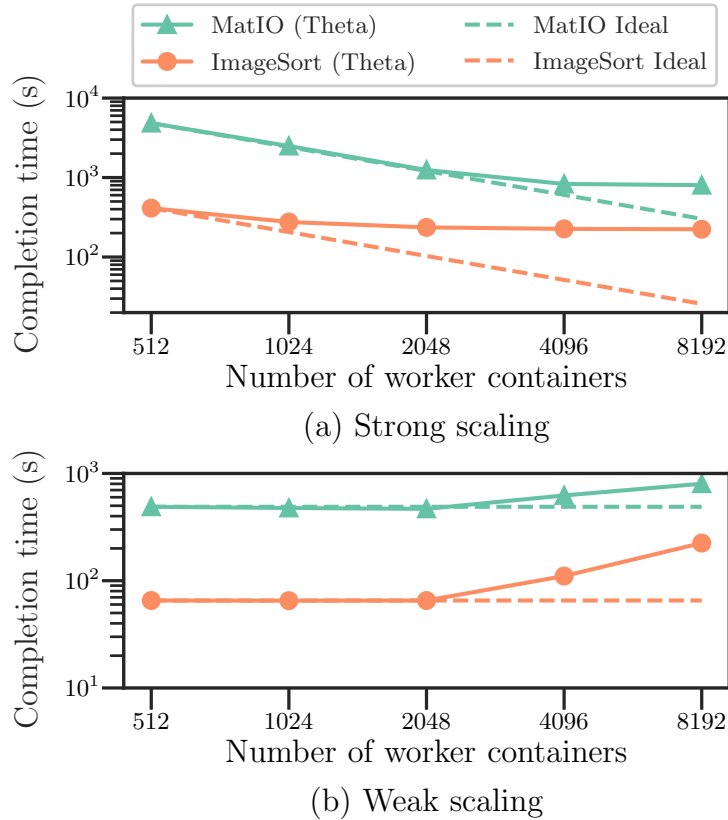 MatIO (Theta) MatIO Ideal
ImageSort (Theta) ImageSort Ideal
Completion time (s)
10^4
10^3
10^2
512 1024 2048 4096 8192
Number of worker containers
(a) Strong scaling
Completion time (s)
10^3
10^2
10^1
512 1024 2048 4096 8192
Number of worker containers
(b) Weak scaling